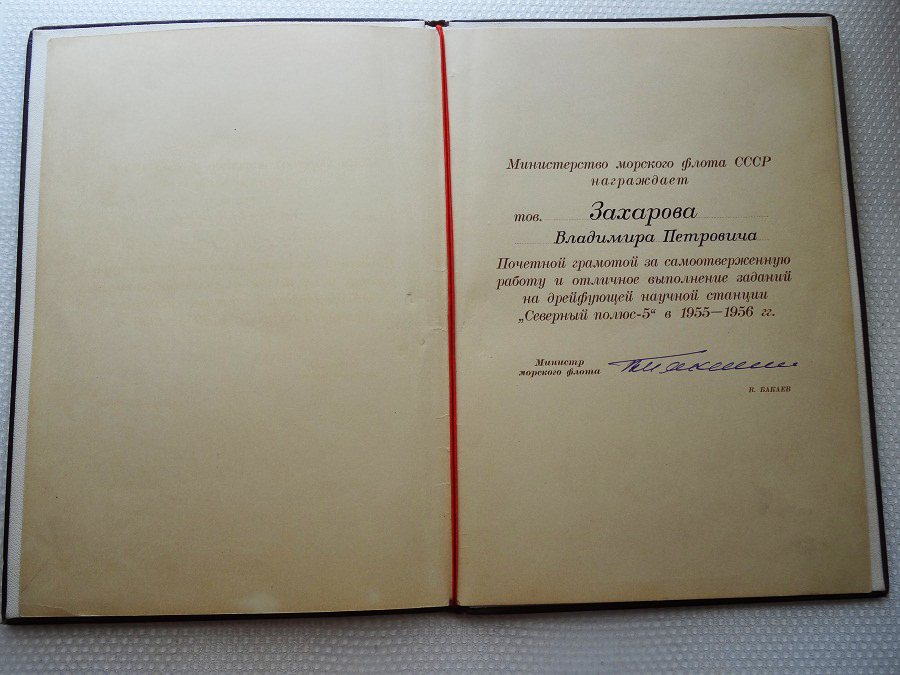 Министерство морского флота СССР
награждает
тов. Захарова
Владимира Петровича
Почетной грамотой за самоотверженную
работу и отличное выполнение заданий
на дрейфующей научной станции
„Северный полюс-5“ в 1955—1956 гг.
Министр
морского флота
В. БАКАЕВ